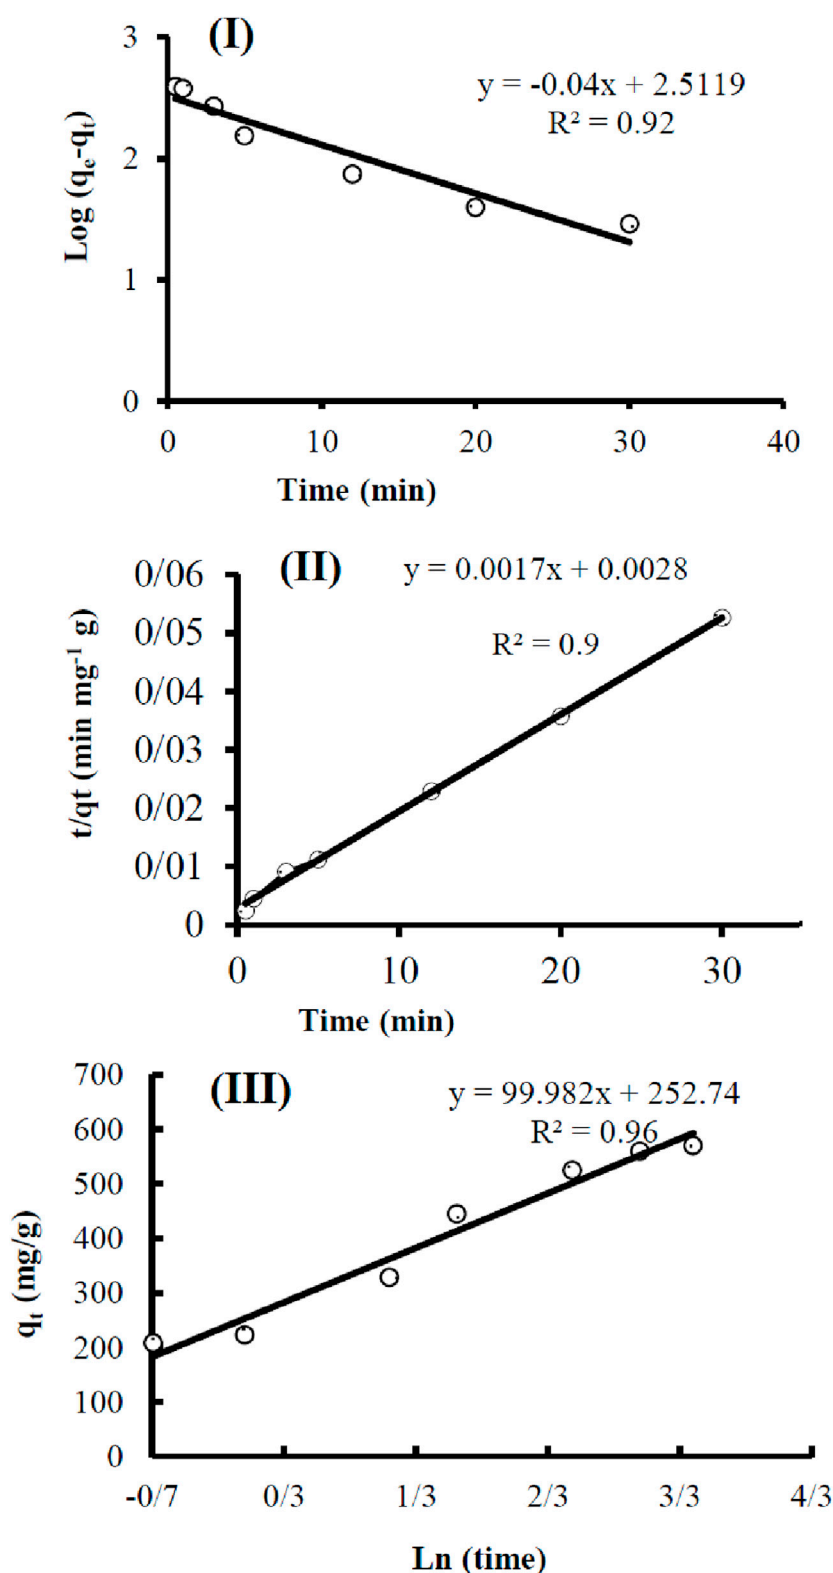 (I)
y = -0.04x + 2.5119
R² = 0.92
Log (qe-qt)
3
2
1
0
0 10 20 30 40
Time (min)
(II)
y = 0.0017x + 0.0028
R² = 0.9
t/qt (min mg⁻¹ g)
0/06
0/05
0/04
0/03
0/02
0/01
0
0 10 20 30
Time (min)
(III)
y = 99.982x + 252.74
R² = 0.96
qt (mg/g)
700
600
500
400
300
200
100
0
-0/7 0/3 1/3 2/3 3/3 4/3
Ln (time)